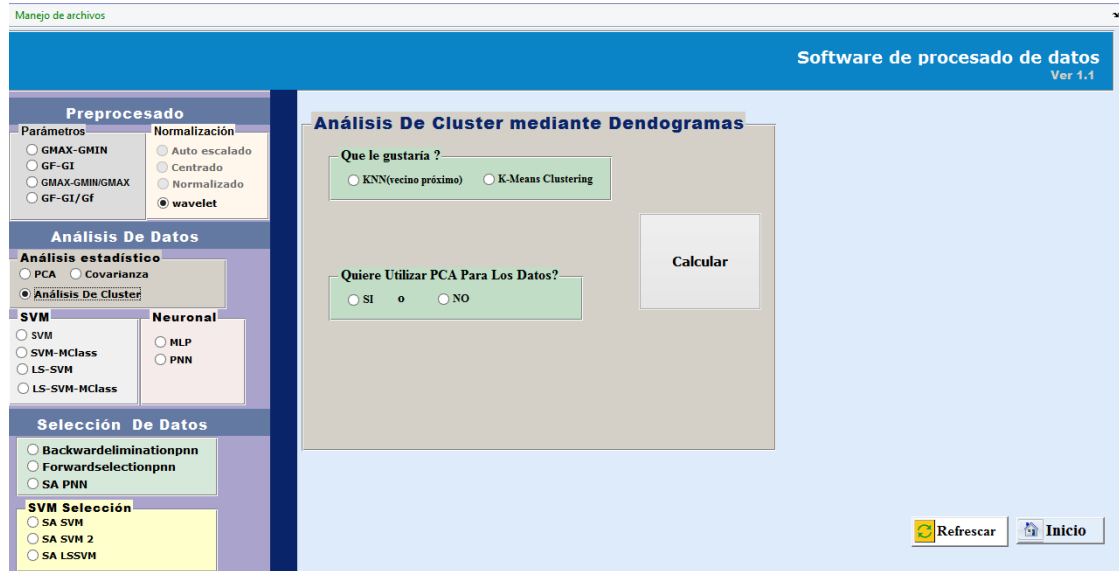 Manejo de archivos
Software de procesado de datos
Ver 1.1
Preprocesado
Parámetros
GMAX-GMIN
GF-GI
GMAX-GMIN/GMAX
GF-GI/Gf
Normalización
Auto escalado
Centrado
Normalizado
wavelet
Análisis De Datos
Análisis estadístico
PCA Covarianza
Análisis De Cluster
SVM
SVM
SVM-MClass
LS-SVM
LS-SVM-MClass
Neuronal
MLP
PNN
Selección De Datos
Backwardeliminationpnn
Forwardselectionpnn
SA PNN
SVM Selección
SA SVM
SA SVM 2
SA LSSVM
Análisis De Cluster mediante Dendogramas
Que le gustaría ?
KNN(vecino próximo) K-Means Clustering
Quiere Utilizar PCA Para Los Datos?
SI o NO
Calcular
Refrescar
Inicio